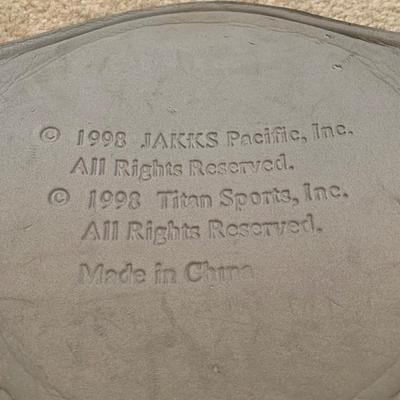 © 1998 JAKKS Pacific, Inc.
All Rights Reserved.
© 1998 Titan Sports, Inc.
All Rights Reserved.
Made in China